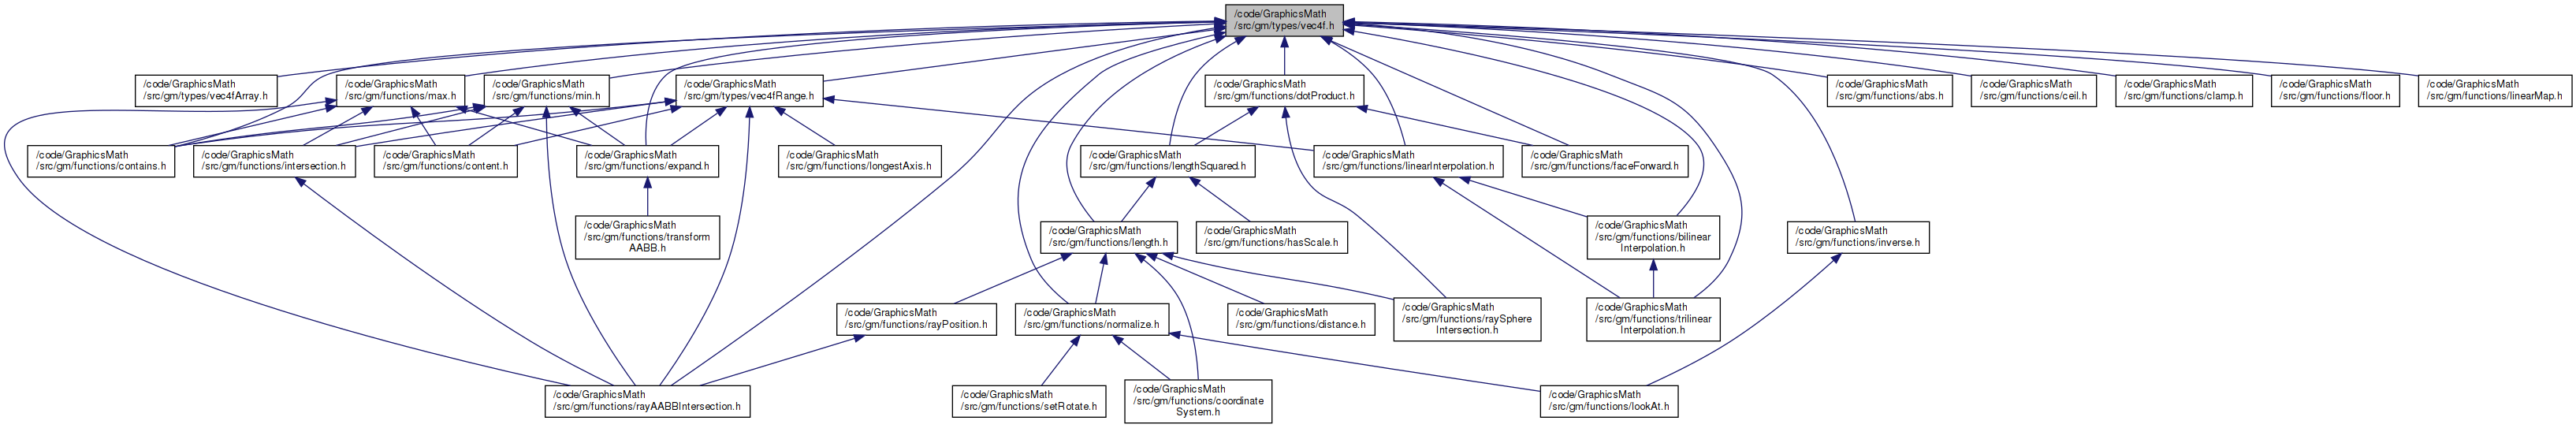 /code/GraphicsMath
/src/gm/types/vec4f.h
/code/GraphicsMath
/src/gm/types/vec4fArray.h
/code/GraphicsMath
/src/gm/functions/max.h
/code/GraphicsMath
/src/gm/functions/min.h
/code/GraphicsMath
/src/gm/types/vec4fRange.h
/code/GraphicsMath
/src/gm/functions/dotProduct.h
/code/GraphicsMath
/src/gm/functions/abs.h
/code/GraphicsMath
/src/gm/functions/ceil.h
/code/GraphicsMath
/src/gm/functions/clamp.h
/code/GraphicsMath
/src/gm/functions/floor.h
/code/GraphicsMath
/src/gm/functions/linearMap.h
/code/GraphicsMath
/src/gm/functions/contains.h
/code/GraphicsMath
/src/gm/functions/intersection.h
/code/GraphicsMath
/src/gm/functions/content.h
/code/GraphicsMath
/src/gm/functions/expand.h
/code/GraphicsMath
/src/gm/functions/longestAxis.h
/code/GraphicsMath
/src/gm/functions/lengthSquared.h
/code/GraphicsMath
/src/gm/functions/linearInterpolation.h
/code/GraphicsMath
/src/gm/functions/faceForward.h
/code/GraphicsMath
/src/gm/functions/transform
AABB.h
/code/GraphicsMath
/src/gm/functions/length.h
/code/GraphicsMath
/src/gm/functions/hasScale.h
/code/GraphicsMath
/src/gm/functions/bilinear
Interpolation.h
/code/GraphicsMath
/src/gm/functions/inverse.h
/code/GraphicsMath
/src/gm/functions/rayPosition.h
/code/GraphicsMath
/src/gm/functions/normalize.h
/code/GraphicsMath
/src/gm/functions/distance.h
/code/GraphicsMath
/src/gm/functions/raySphere
Intersection.h
/code/GraphicsMath
/src/gm/functions/trilinear
Interpolation.h
/code/GraphicsMath
/src/gm/functions/rayAABBIntersection.h
/code/GraphicsMath
/src/gm/functions/setRotate.h
/code/GraphicsMath
/src/gm/functions/coordinate
System.h
/code/GraphicsMath
/src/gm/functions/lookAt.h